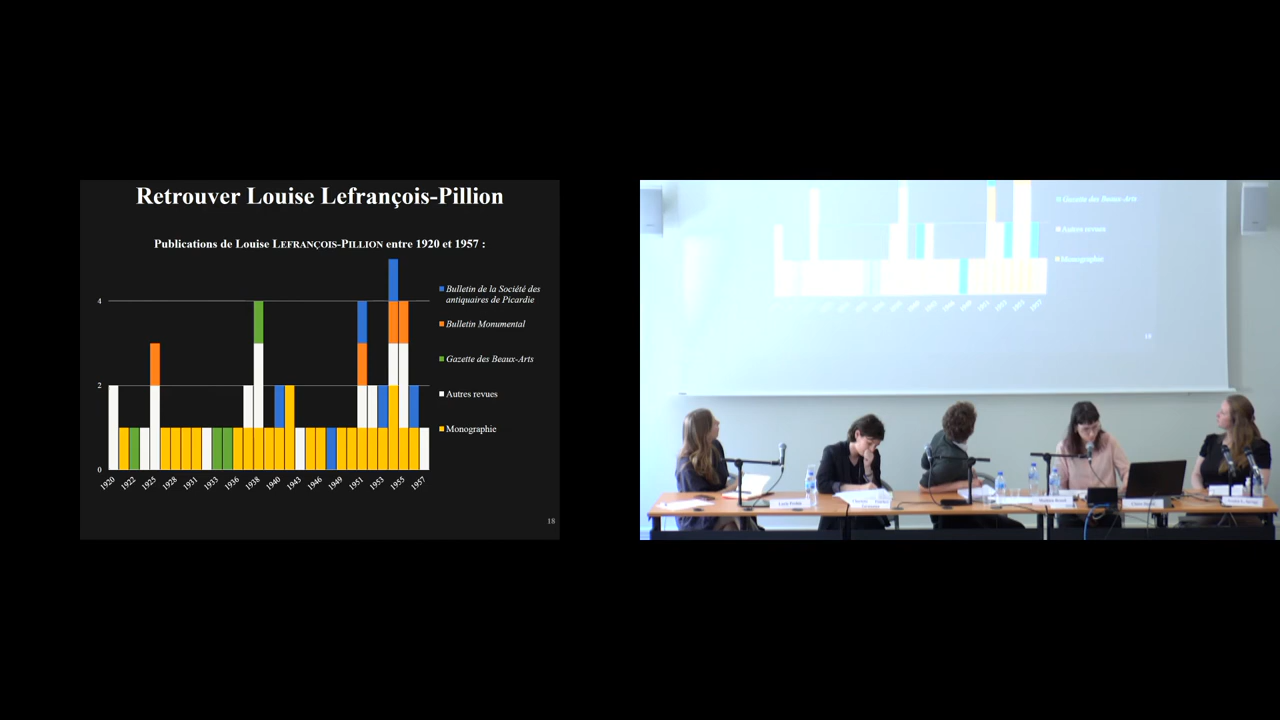 Retrouver Louise Lefrançois-Pillion
Publications de Louise LEFRANÇOIS-PILLION entre 1920 et 1957 :
Bulletin de la Société des
antiquaires de Picardie
Bulletin Monumental
Gazette des Beaux-Arts
Autres revues
Monographie
4
2
0
1920 1922 1925 1928 1911 1933 1936 1938 1940 1943 1946 1949 1951 1953 1955 1957
18
Gazette des Beaux-Arts
Autres revues
Monographie
18